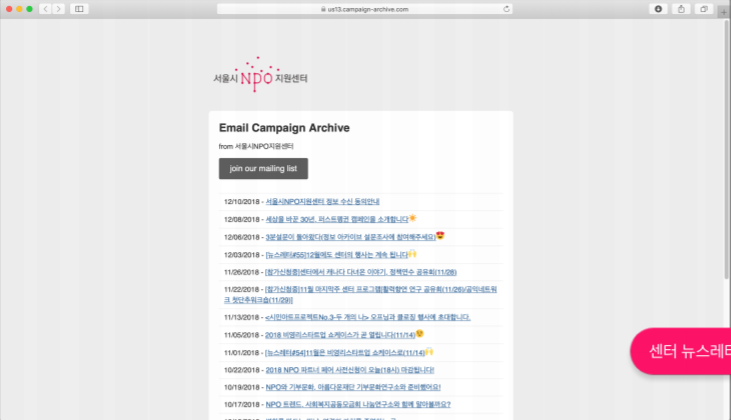 us13.campaign-archive.com
서울시 NPO 지원센터
Email Campaign Archive
from 서울시NPO지원센터
join our mailing list
12/10/2018 - 서울시NPO지원센터 정보 수신 동의안내
12/08/2018 - 세상을 바꾼 30년, 퍼스트펭귄 캠페인을 소개합니다
12/06/2018 - 3분설문이 돌아왔다(정보 아카이브 설문조사에 참여해주세요)
12/03/2018 - [뉴스레터#55]12월에도 센터의 행사는 계속 됩니다
11/26/2018 - [참가신청중]센터에서 캐나다 다녀온 이야기, 정책연수 공유회(11/28)
11/22/2018 - [참가신청중]11월 마지막주 센터 프로그램[활력향연 연구 공유회(11/26)/공익네트워
크 첫단추워크숍(11/29)]
11/13/2018 - <시민아트프로젝트No.3-두 개의 나> 오프닝과 클로징 행사에 초대합니다.
11/05/2018 - 2018 비영리스타트업 쇼케이스가 곧 열립니다(11/14)
11/01/2018 - [뉴스레터#54]11월은 비영리스타트업 쇼케이스로(11/14)
10/22/2018 - 2018 NPO 파트너 페어 사전신청이 오늘(18시) 마감됩니다!
10/19/2018 - NPO와 기부문화, 아름다운재단 기부문화연구소와 준비했어요!
10/17/2018 - NPO 트렌드, 사회복지공동모금회 나눔연구소와 함께 알아볼까요?
센터 뉴스레터